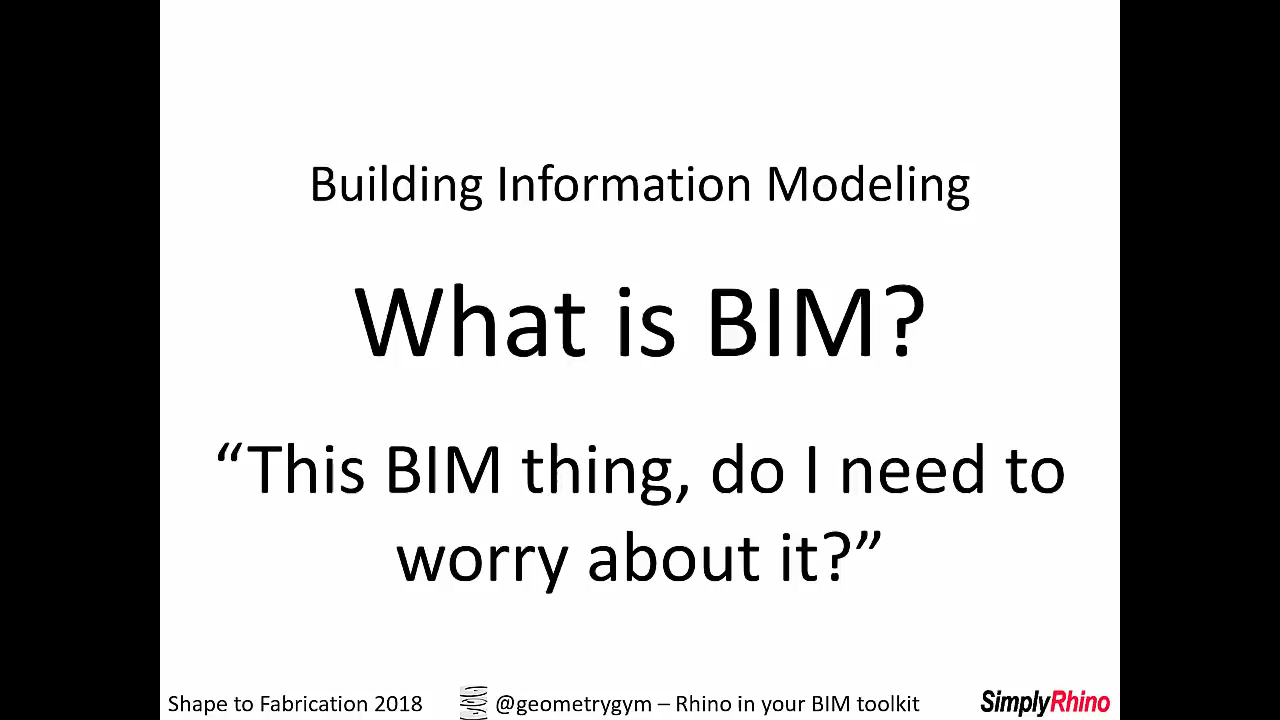 Building Information Modeling
What is BIM?
“This BIM thing, do I need to
worry about it?”
Shape to Fabrication 2018
@geometrygym – Rhino in your BIM toolkit
SimplyRhino